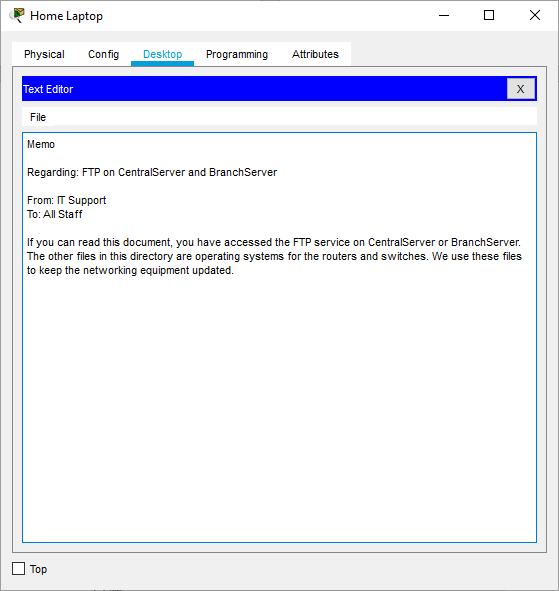 Home Laptop
Physical Config Desktop Programming Attributes
Text Editor X
File
Memo
Regarding: FTP on CentralServer and BranchServer
From: IT Support
To: All Staff
If you can read this document, you have accessed the FTP service on CentralServer or BranchServer.
The other files in this directory are operating systems for the routers and switches. We use these files
to keep the networking equipment updated.
Top